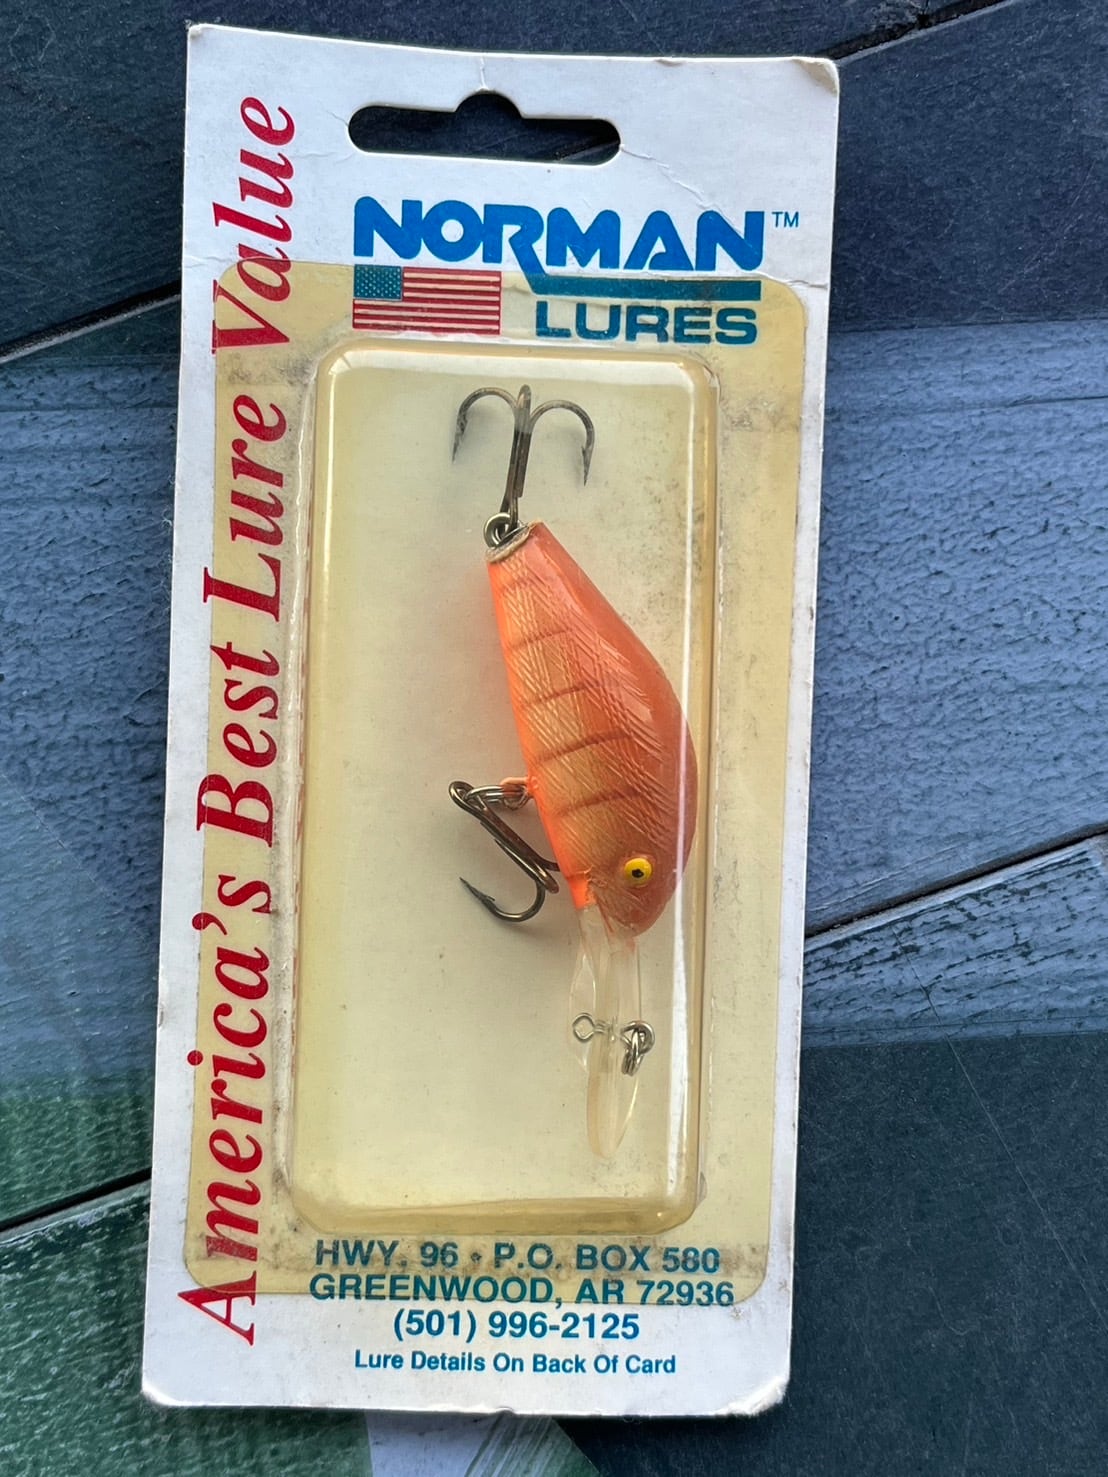 NORMAN™
LURES
America's Best Lure Value
HWY. 96 • P.O. BOX 580
GREENWOOD, AR 72936
(501) 996-2125
Lure Details On Back Of Card